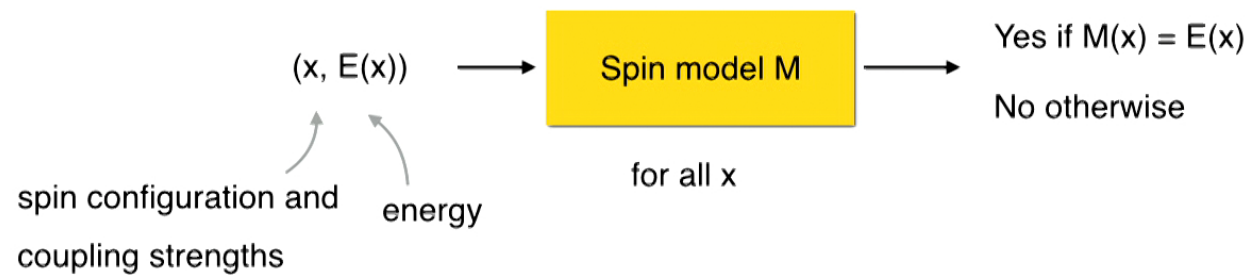 (x, E(x))
Spin model M
Yes if M(x) = E(x)
No otherwise
for all x
spin configuration and
coupling strengths
energy